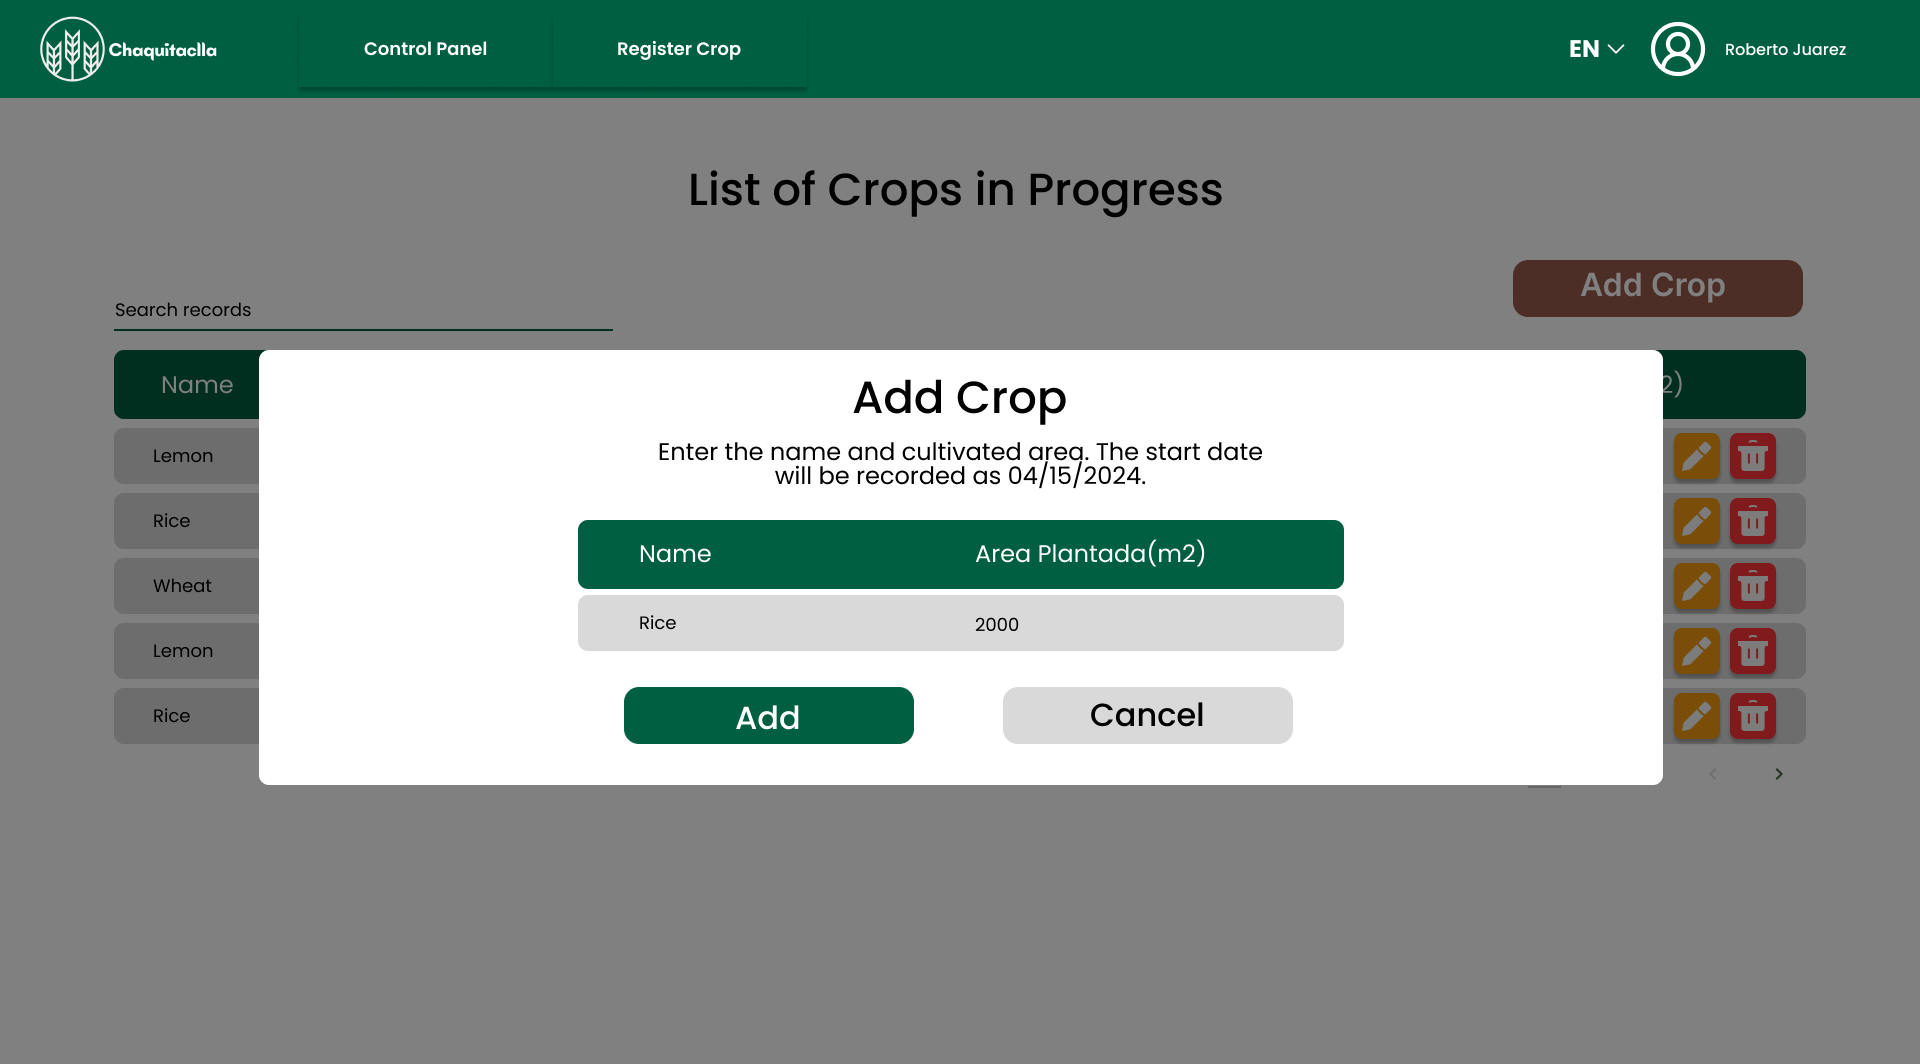 Chaquitaclla
Control Panel
Register Crop
EN
Roberto Juarez
List of Crops in Progress
Add Crop
Search records
Name
2)
Lemon
Rice
Wheat
Lemon
Rice
Add Crop
Enter the name and cultivated area. The start date
will be recorded as 04/15/2024.
Name
Area Plantada(m2)
Rice
2000
Add
Cancel